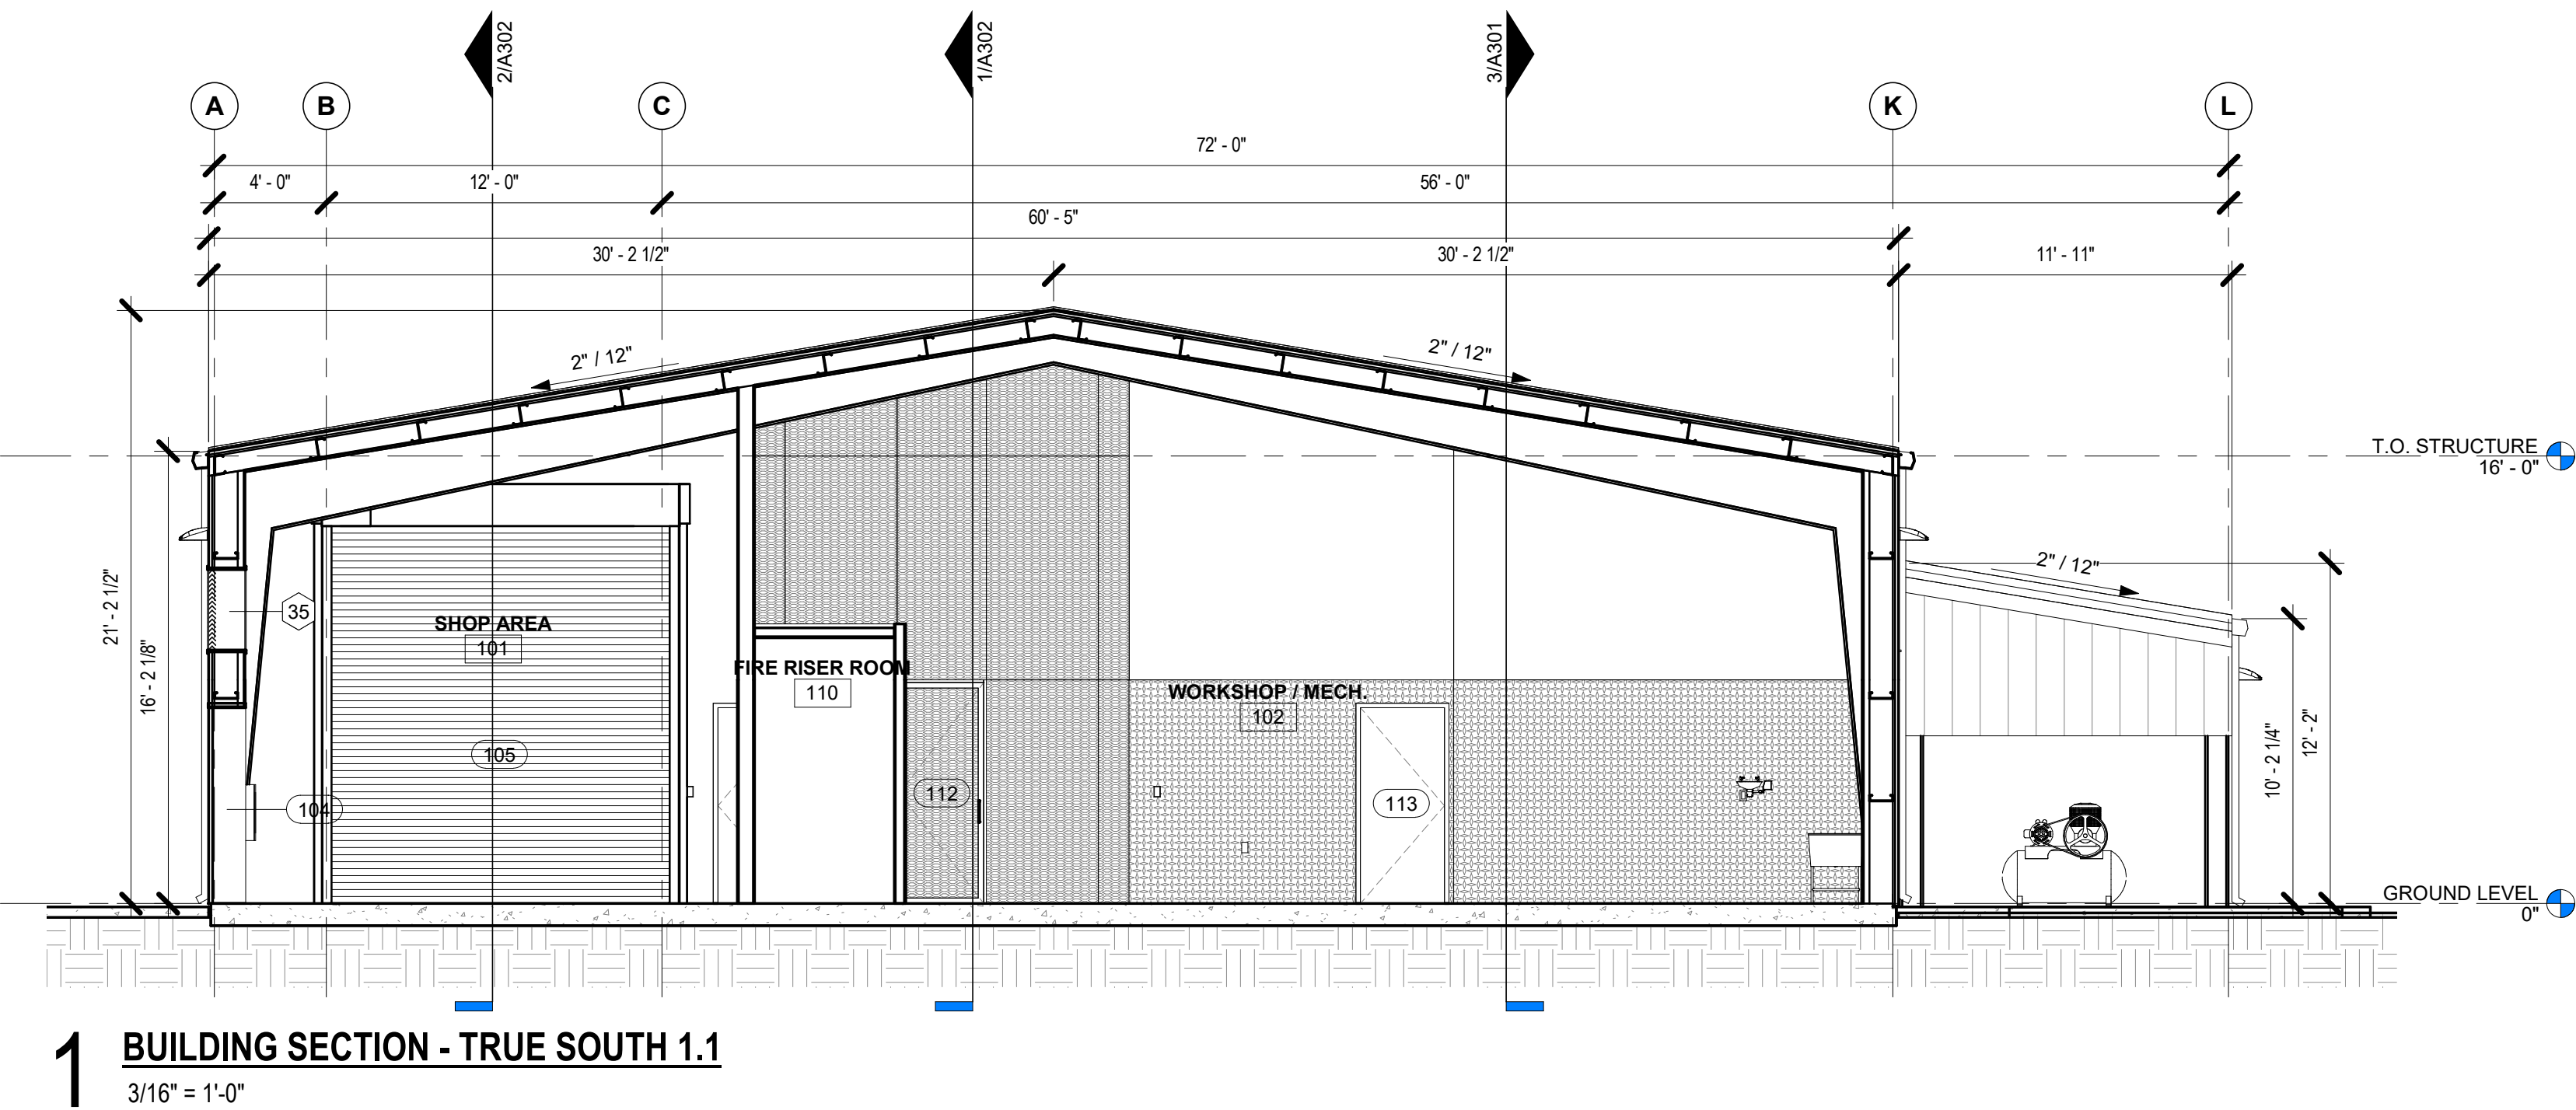 2/A302
1/A302
3/A301
A
B
C
K
L
72' - 0"
4' - 0"
12' - 0"
56' - 0"
60' - 5"
30' - 2 1/2"
30' - 2 1/2"
11' - 11"
2" / 12"
2" / 12"
T.O. STRUCTURE
16' - 0"
2" / 12"
21' - 2 1/2"
16' - 2 1/8"
35
SHOP AREA
101
FIRE RISER ROOM
110
WORKSHOP / MECH.
102
105
104
112
113
10' - 2 1/4"
12' - 2"
GROUND LEVEL
0"
1
BUILDING SECTION - TRUE SOUTH 1.1
3/16" = 1'-0"